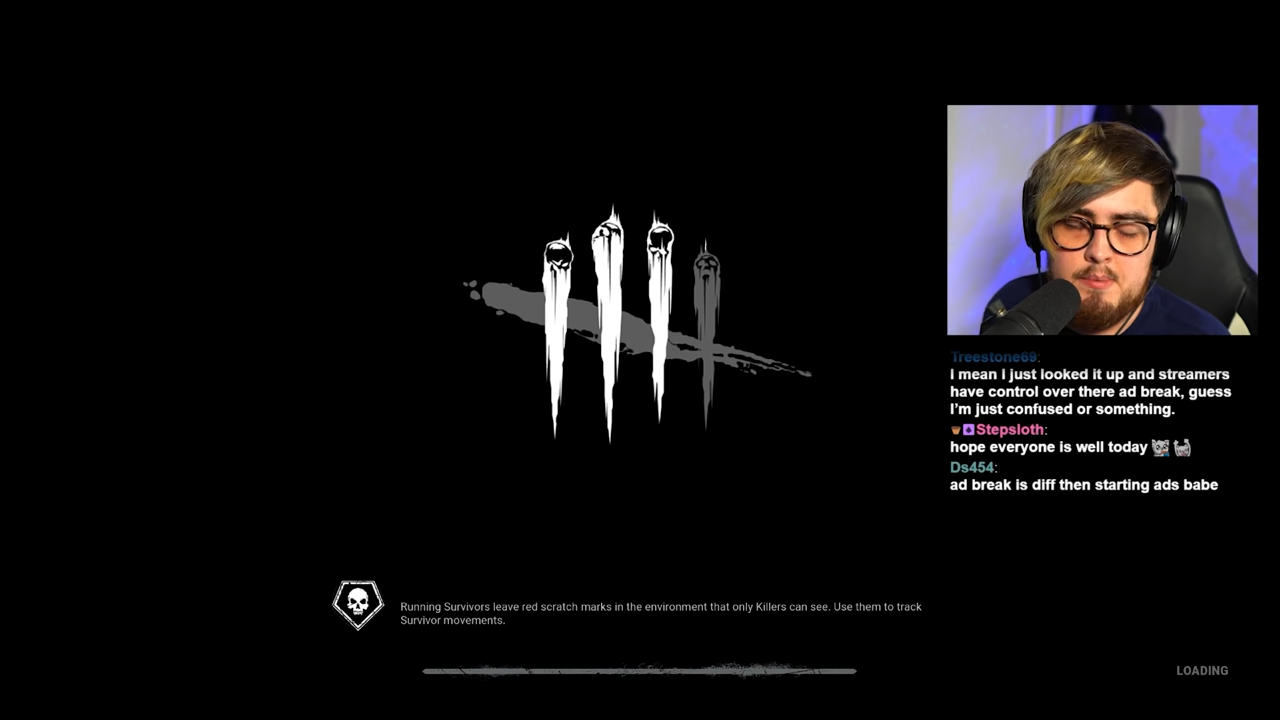 Treestone69:
I mean I just looked it up and streamers
have control over there ad break, guess
I'm just confused or something.
Stepsloth:
hope everyone is well today
Ds454:
ad break is diff then starting ads babe
Running Survivors leave red scratch marks in the environment that only Killers can see. Use them to track
Survivor movements.
LOADING